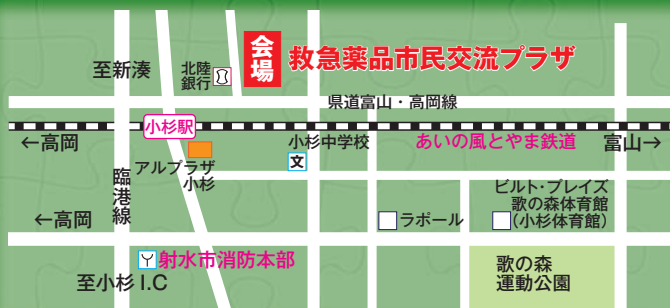 会場
救急薬品市民交流プラザ
至新湊
北陸
銀行
県道富山・高岡線
小杉駅
←高岡
小杉中学校
あいの風とやま鉄道
富山→
文
アルプラザ
小杉
臨港線
ビルト・プレイズ
歌の森体育館
(小杉体育館)
←高岡
ラポール
射水市消防本部
至小杉I.C
歌の森
運動公園